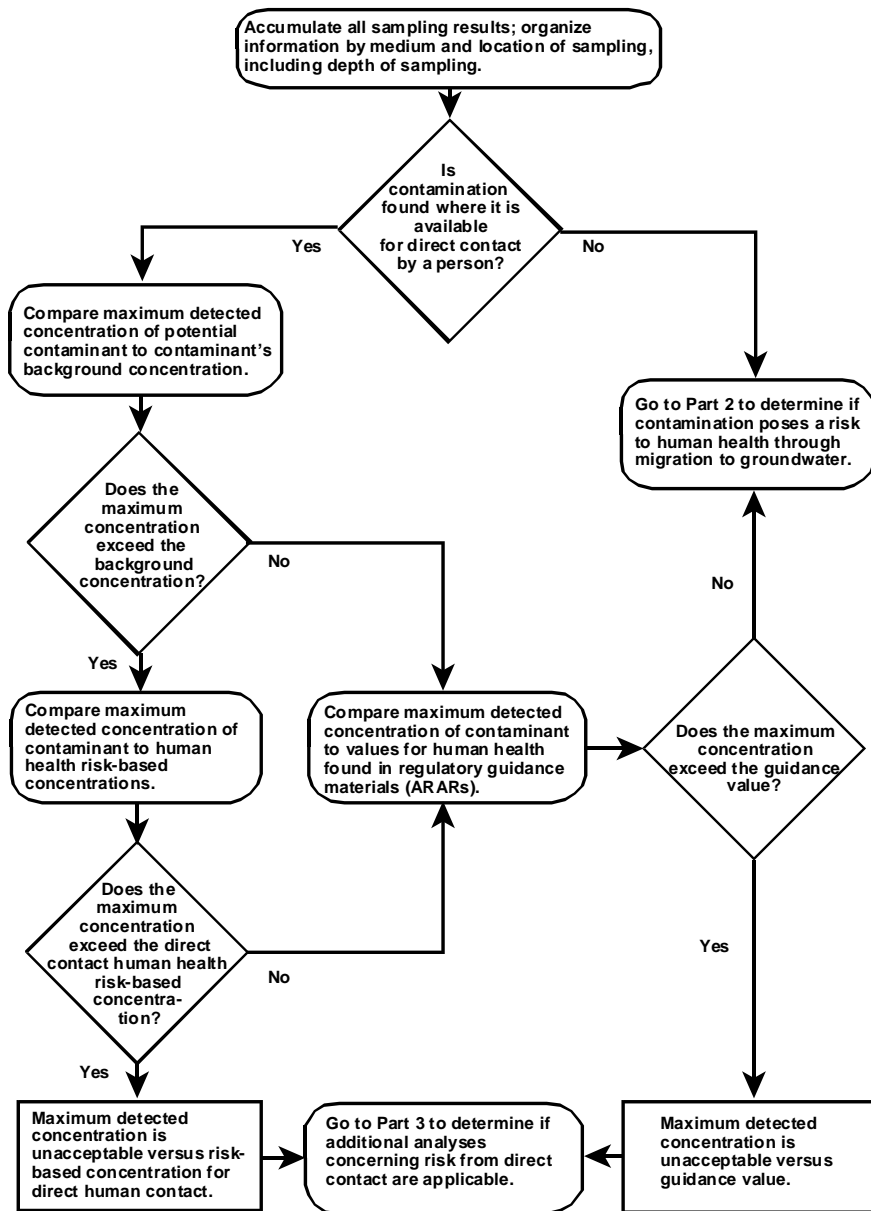 Accumulate all sampling results; organize
information by medium and location of sampling,
including depth of sampling.
Is
contamination
found where it is
available
for direct contact
by a person?
Yes
No
Compare maximum detected
concentration of potential
contaminant to contaminant's
background concentration.
Go to Part 2 to determine if
contamination poses a risk
to human health through
migration to groundwater.
Does the
maximum
concentration
exceed the
background
concentration?
No
No
Yes
Compare maximum
detected concentration of
contaminant to human
health risk-based
concentrations.
Compare maximum detected
concentration of contaminant
to values for human health
found in regulatory guidance
materials (ARARs).
Does the maximum
concentration
exceed the guidance
value?
Does the
maximum
concentration
exceed the direct
contact human health
risk-based
concentra-
tion?
No
Yes
Yes
Maximum detected
concentration is
unacceptable versus risk-
based concentration for
direct human contact.
Go to Part 3 to determine if
additional analyses
concerning risk from direct
contact are applicable.
Maximum detected
concentration is
unacceptable versus
guidance value.